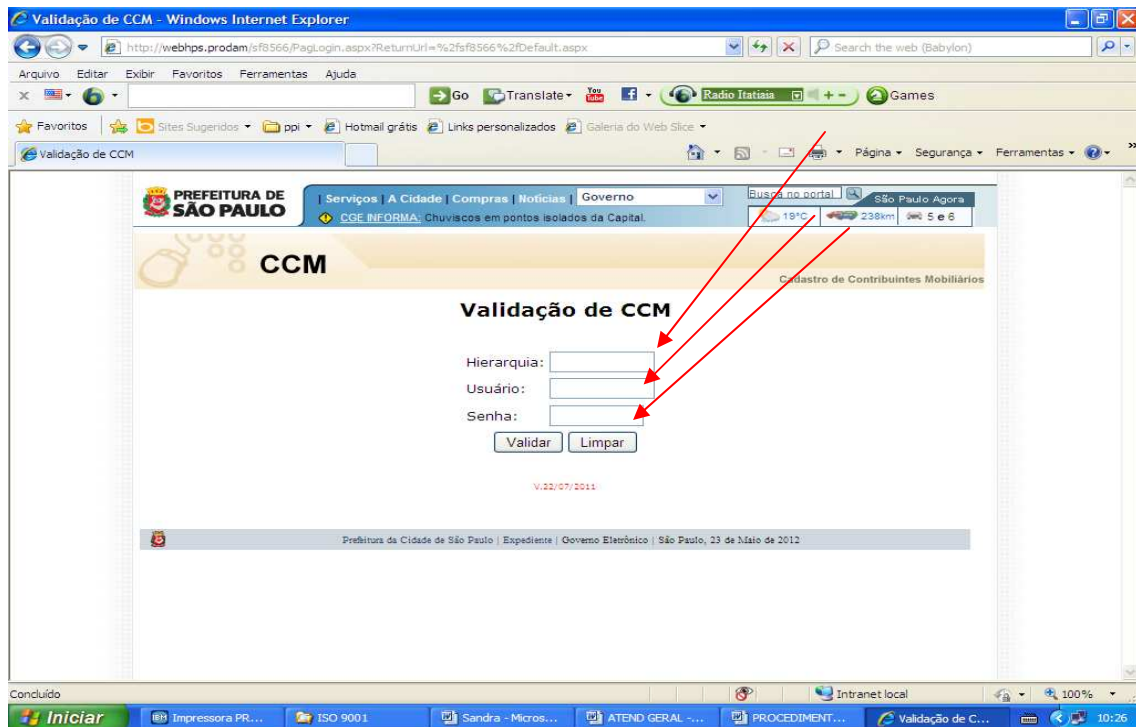 Validação de CCM - Windows Internet Explorer
http://webhps.prodam/sf8566/PagLogin.aspx?ReturnUrl=%2fsf8566%2fDefault.aspx
Search the web (Babylon)
Arquivo Editar Exibir Favoritos Ferramentas Ajuda
Go Translate You Tube Radio Itatiaia Games
Favoritos Sites Sugeridos ppi Hotmail grátis Links personalizados Galeria do Web Slice
Validação de CCM Página Segurança Ferramentas
PREFEITURA DE SÃO PAULO
| Serviços | A Cidade | Compras | Notícias | Governo
Busca no portal São Paulo Agora
CGE INFORMA: Chuviscos em pontos isolados da Capital.
19°C 238km 5 e 6
CCM
Cadastro de Contribuintes Mobiliários
Validação de CCM
Hierarquia:
Usuário:
Senha:
Validar Limpar
V.22/07/2011
Prefeitura da Cidade de São Paulo | Expediente | Governo Eletrônico | São Paulo, 23 de Maio de 2012
Concluído Intranet local 100%
Iniciar Impressora PR... ISO 9001 Sandra - Micros... ATEND GERAL -... PROCEDIMENT... Validação de C... 10:26